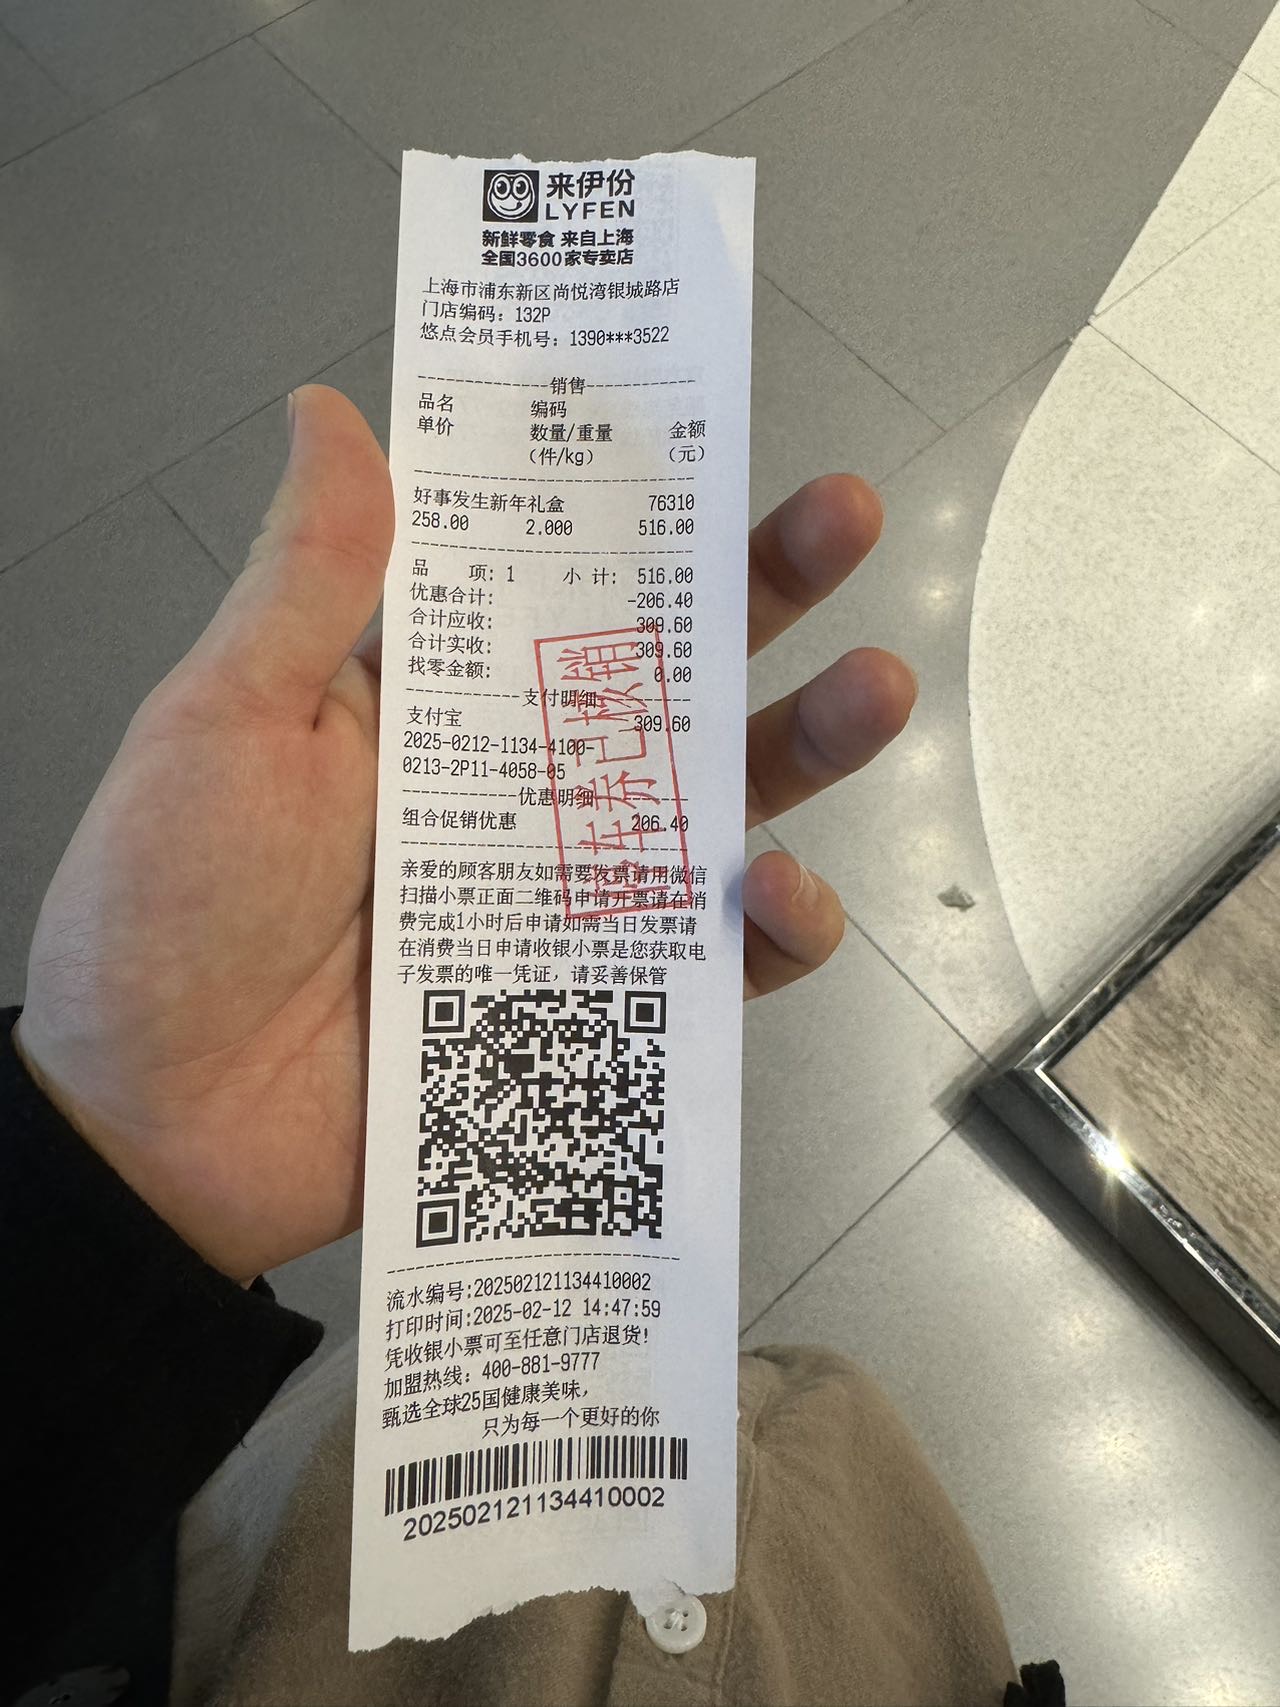 来伊份
LYFEN
新鲜零食 来自上海
全国3600家专卖店
上海市浦东新区尚悦湾银城路店
门店编码：132P
悠点会员手机号：1390***3522
--------------销售------------
品名 编码
单价 数量/重量 金额
（件/kg） （元）
好事发生新年礼盒 76310
258.00 2.000 516.00
品 项：1 小 计：516.00
优惠合计： -206.40
合计应收： 309.60
合计实收： 309.60
找零金额： 0.00
------------支付明细----------
支付宝 309.60
2025-0212-1134-4100-
0213-2P11-4058-05
------------优惠明细----------
组合促销优惠 206.40
停车券已核销
亲爱的顾客朋友如需要发票请用微信
扫描小票正面二维码申请开票请在消
费完成1小时后申请如需当日发票请
在消费当日申请收银小票是您获取电
子发票的唯一凭证，请妥善保管
流水编号:202502121134410002
打印时间:2025-02-12 14:47:59
凭收银小票可至任意门店退货！
加盟热线：400-881-9777
甄选全球25国健康美味，
只为每一个更好的你
202502121134410002